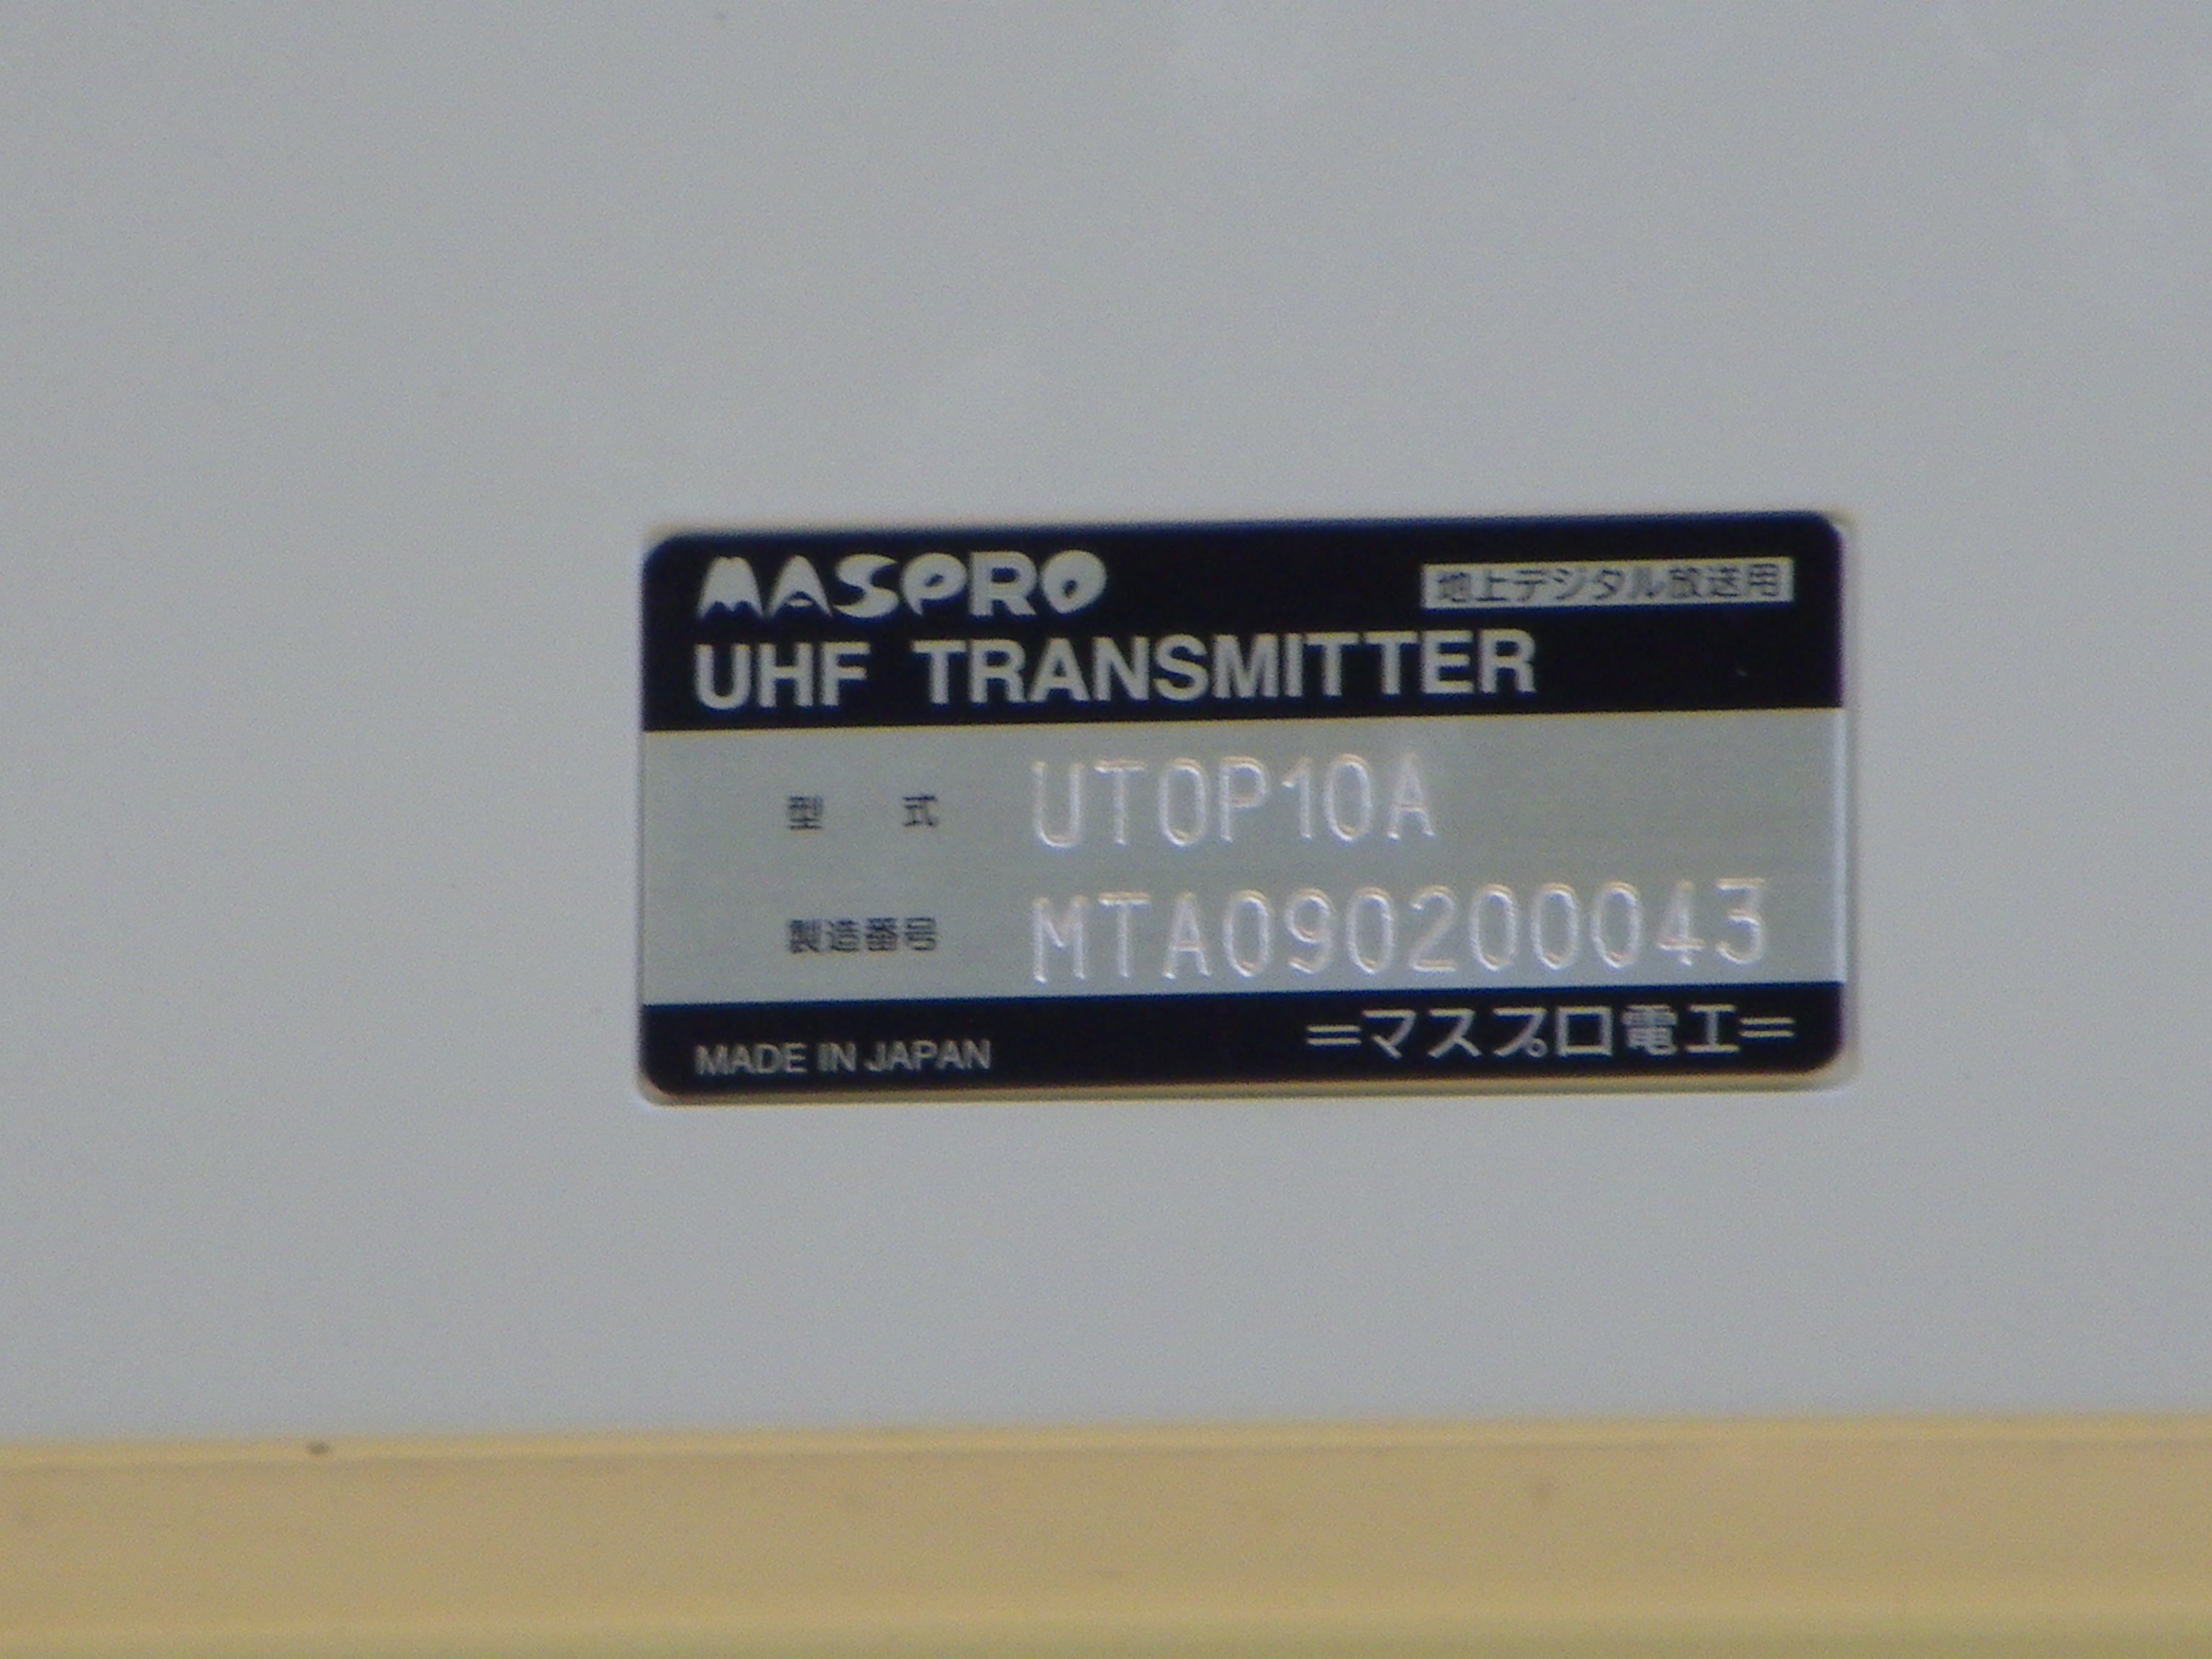 MASPRO
地上デジタル放送用
UHF TRANSMITTER
型 式 UT0P10A
製造番号 MTA090200043
MADE IN JAPAN
=マスプロ電工=